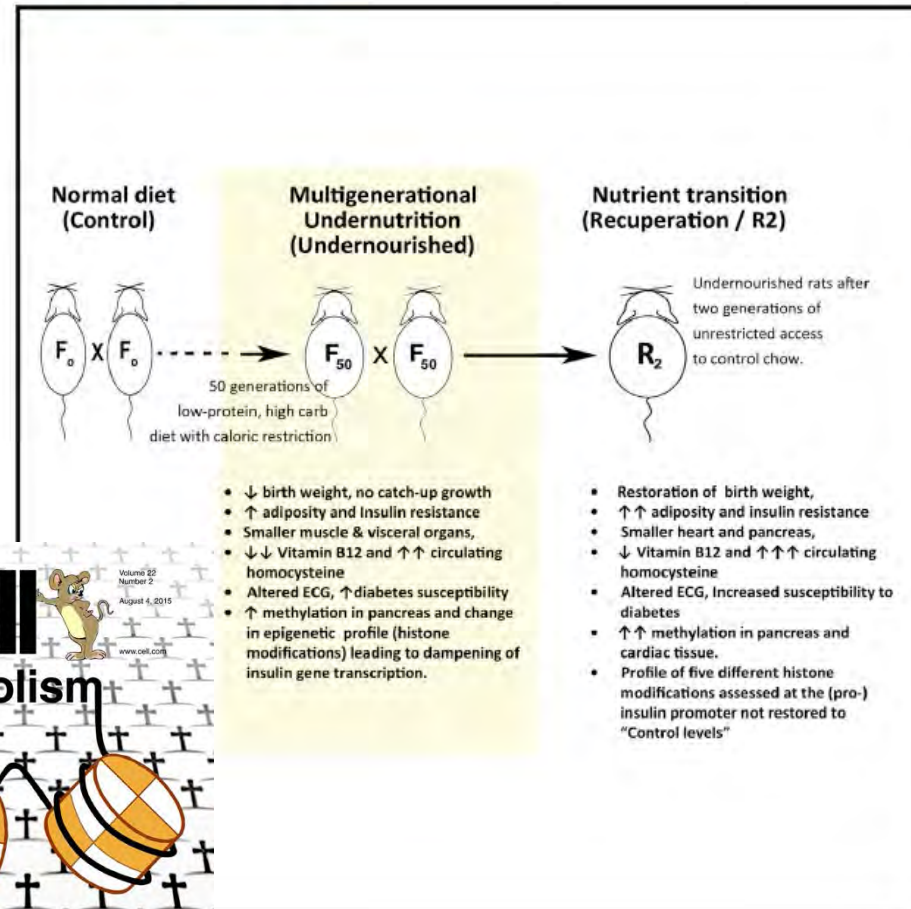 Normal diet
(Control)
Multigenerational
Undernutrition
(Undernourished)
Nutrient transition
(Recuperation / R2)
F₀ X F₀
50 generations of
low-protein, high carb
diet with caloric restriction
F₅₀ X F₅₀
R₂
Undernourished rats after
two generations of
unrestricted access
to control chow.
• ↓ birth weight, no catch-up growth
• ↑ adiposity and Insulin resistance
• Smaller muscle & visceral organs,
• ↓↓ Vitamin B12 and ↑↑ circulating
homocysteine
• Altered ECG, ↑diabetes susceptibility
• ↑ methylation in pancreas and change
in epigenetic profile (histone
modifications) leading to dampening of
insulin gene transcription.
• Restoration of birth weight,
• ↑↑ adiposity and insulin resistance
• Smaller heart and pancreas,
• ↓ Vitamin B12 and ↑↑↑ circulating
homocysteine
• Altered ECG, Increased susceptibility to
diabetes
• ↑↑ methylation in pancreas and
cardiac tissue.
• Profile of five different histone
modifications assessed at the (pro-)
insulin promoter not restored to
“Control levels”
Volume 22
Number 2
August 4, 2015
www.cell.com